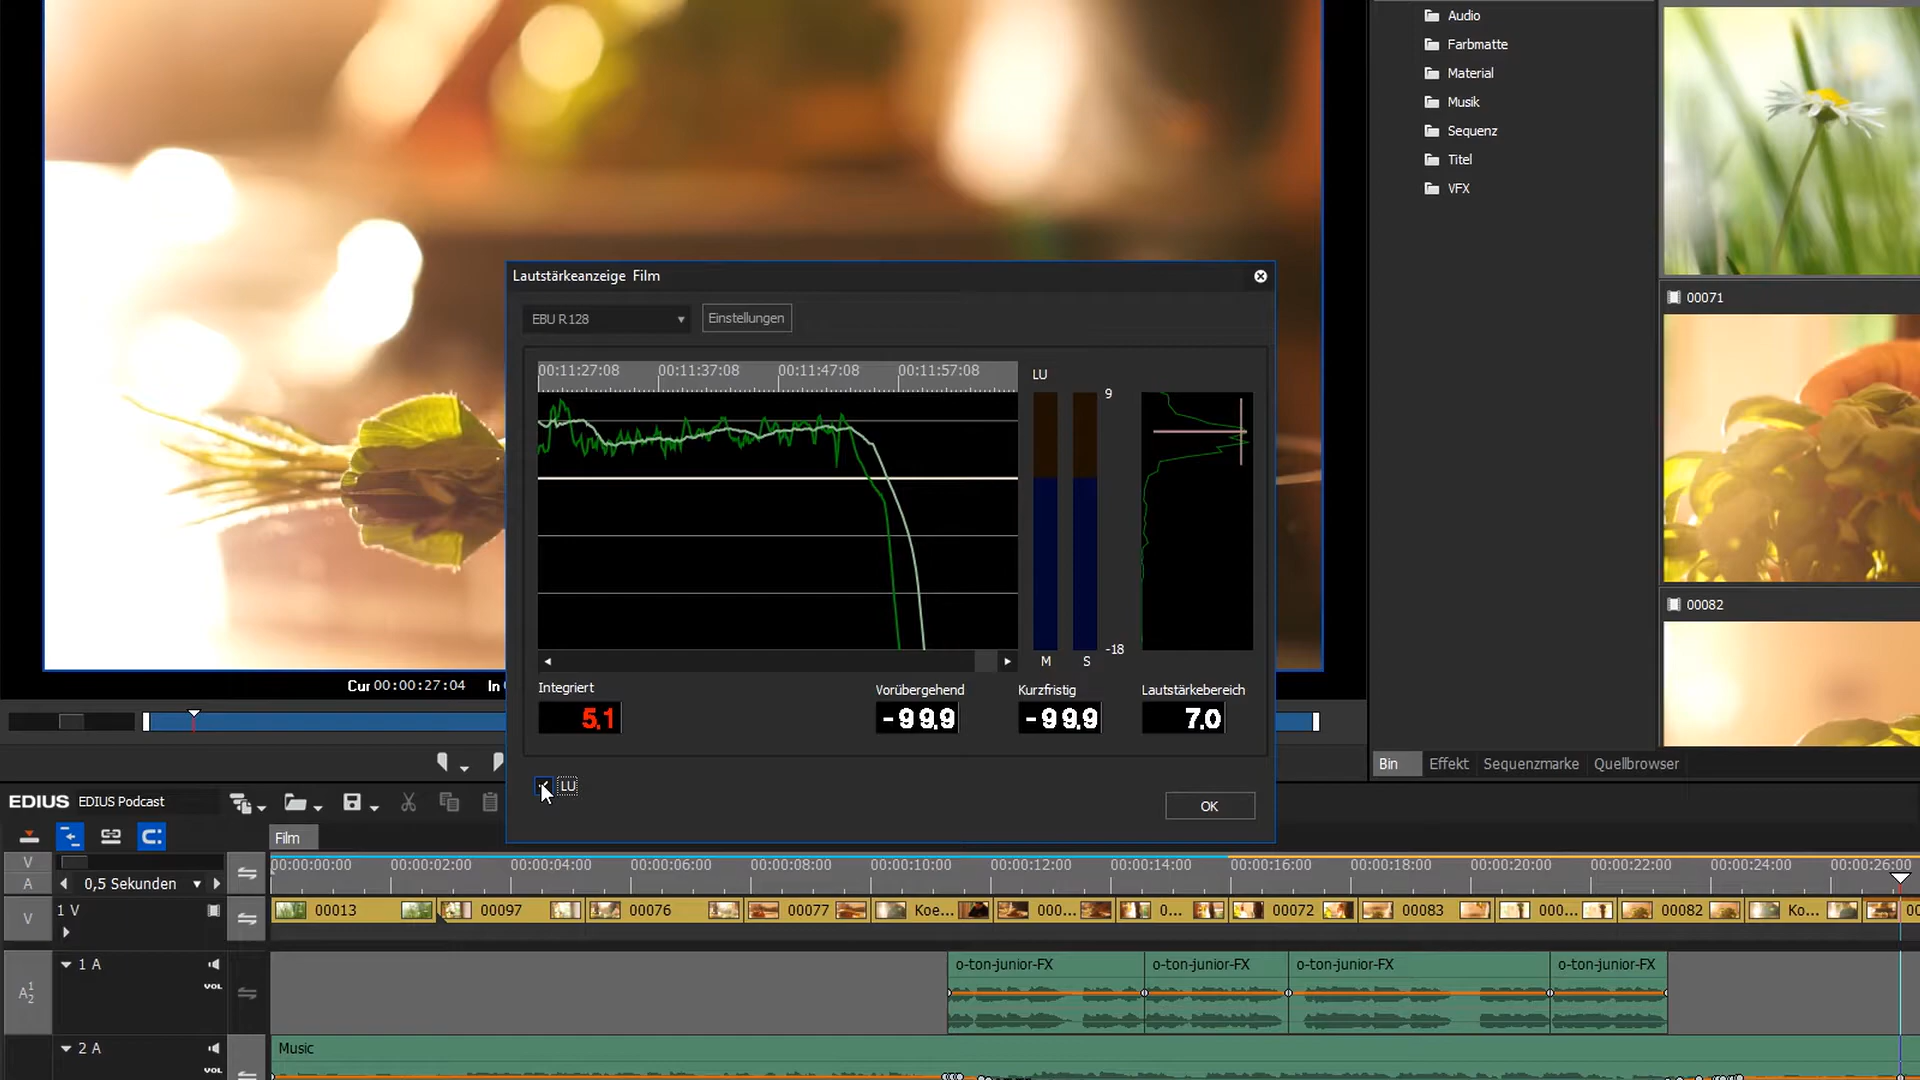 Audio
Farbmatte
Material
Musik
Sequenz
Titel
VFX
00071
00082
Lautstärkeanzeige Film
EBU R128
Einstellungen
00:11:27:08 00:11:37:08 00:11:47:08 00:11:57:08
LU
9
-18
M S
Integriert
5.1
Vorübergehend
-99.9
Kurzfristig
-99.9
Lautstärkebereich
7.0
LU
OK
Cur 00:00:27:04 In
Bin Effekt Sequenzmarke Quellbrowser
EDIUS EDIUS Podcast
Film
V
A
0,5 Sekunden
00:00:00:00 00:00:02:00 00:00:04:00 00:00:06:00 00:00:08:00 00:00:10:00 00:00:12:00 00:00:14:00 00:00:16:00 00:00:18:00 00:00:20:00 00:00:22:00 00:00:24:00 00:00:26:00
V 1 V
00013 00097 00076 00077 Koe... 000... 0... 00072 00083 000... 00082 Ko... 00
A 1 2
1 A
VOL
o-ton-junior-FX o-ton-junior-FX o-ton-junior-FX o-ton-junior-FX
2 A
VOL
Music